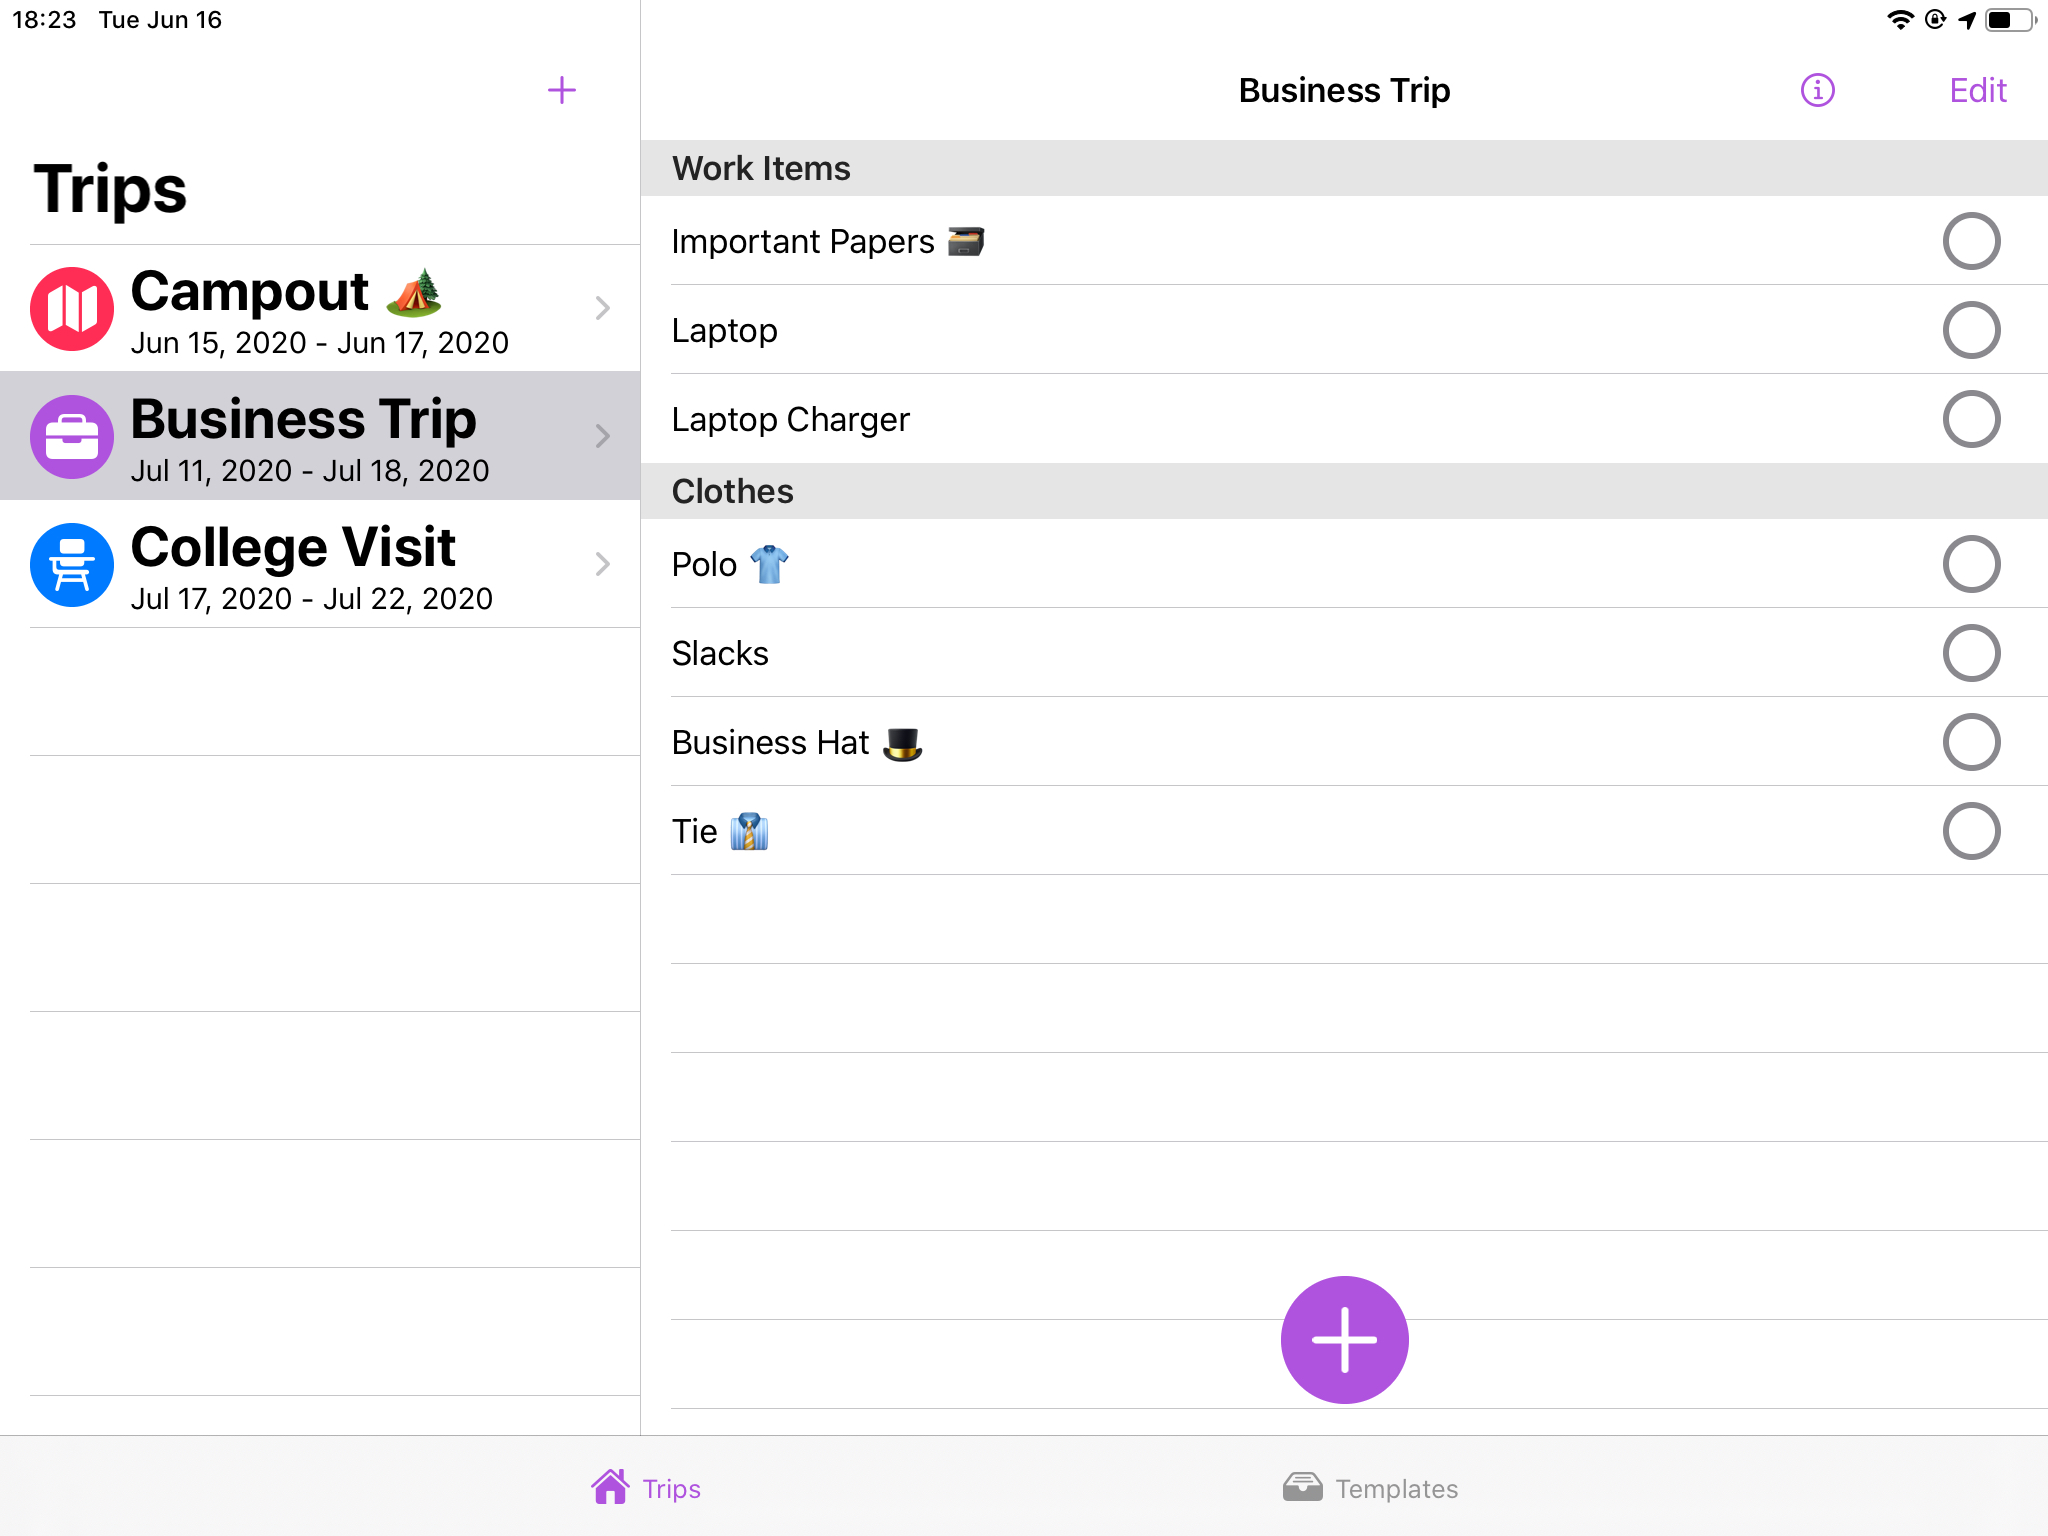 18:23 Tue Jun 16
Trips
Campout 🏕️
Jun 15, 2020 - Jun 17, 2020
Business Trip
Jul 11, 2020 - Jul 18, 2020
College Visit
Jul 17, 2020 - Jul 22, 2020
Business Trip
Edit
Work Items
Important Papers 🗃️
Laptop
Laptop Charger
Clothes
Polo 👕
Slacks
Business Hat 🎩
Tie 👔
Trips
Templates